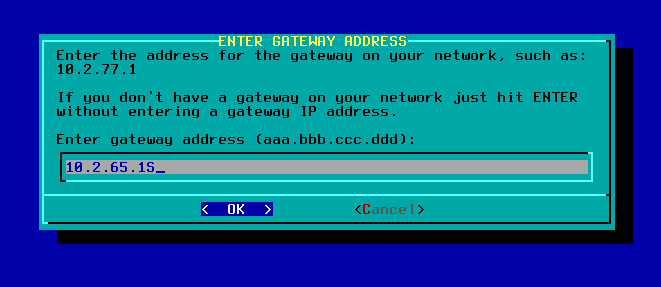 ENTER GATEWAY ADDRESS
Enter the address for the gateway on your network, such as:
10.2.77.1
If you don't have a gateway on your network just hit ENTER
without entering a gateway IP address.
Enter gateway address (aaa.bbb.ccc.ddd):
10.2.65.1S_
< OK > <Cancel>